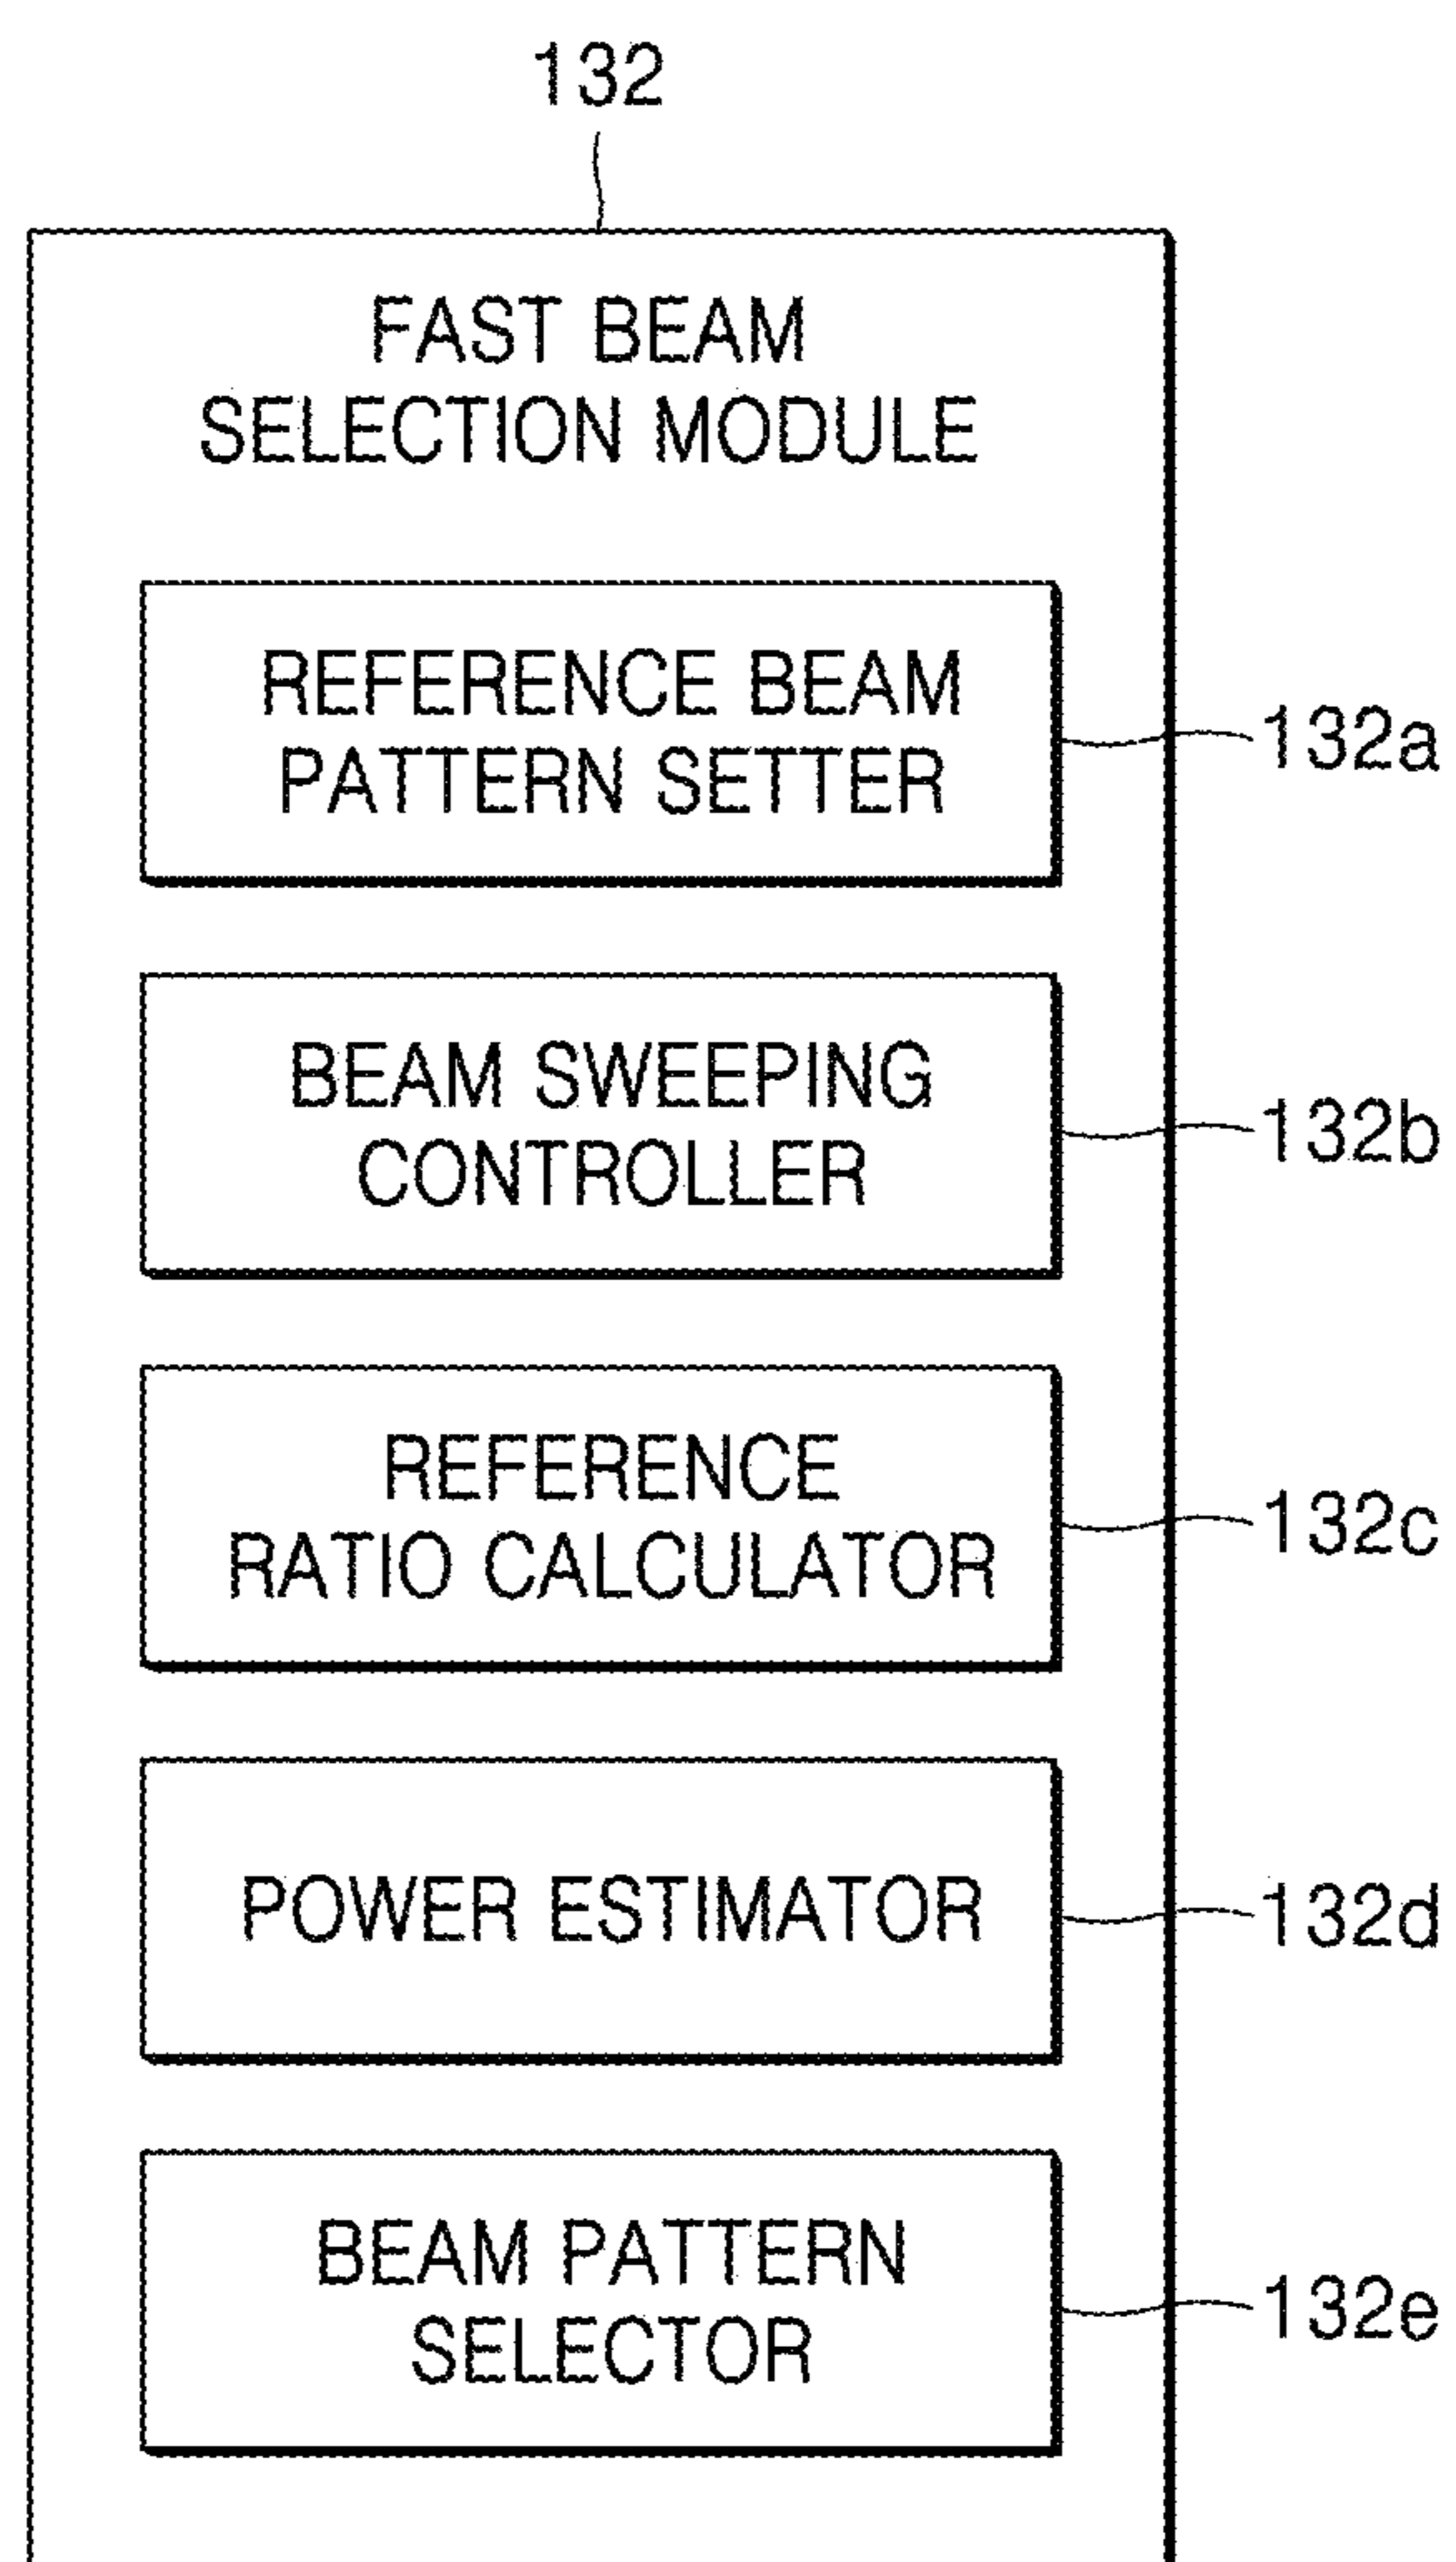 132
FAST BEAM
SELECTION MODULE
REFERENCE BEAM
PATTERN SETTER
132a
BEAM SWEEPING
CONTROLLER
132b
REFERENCE
RATIO CALCULATOR
132c
POWER ESTIMATOR
132d
BEAM PATTERN
SELECTOR
132e